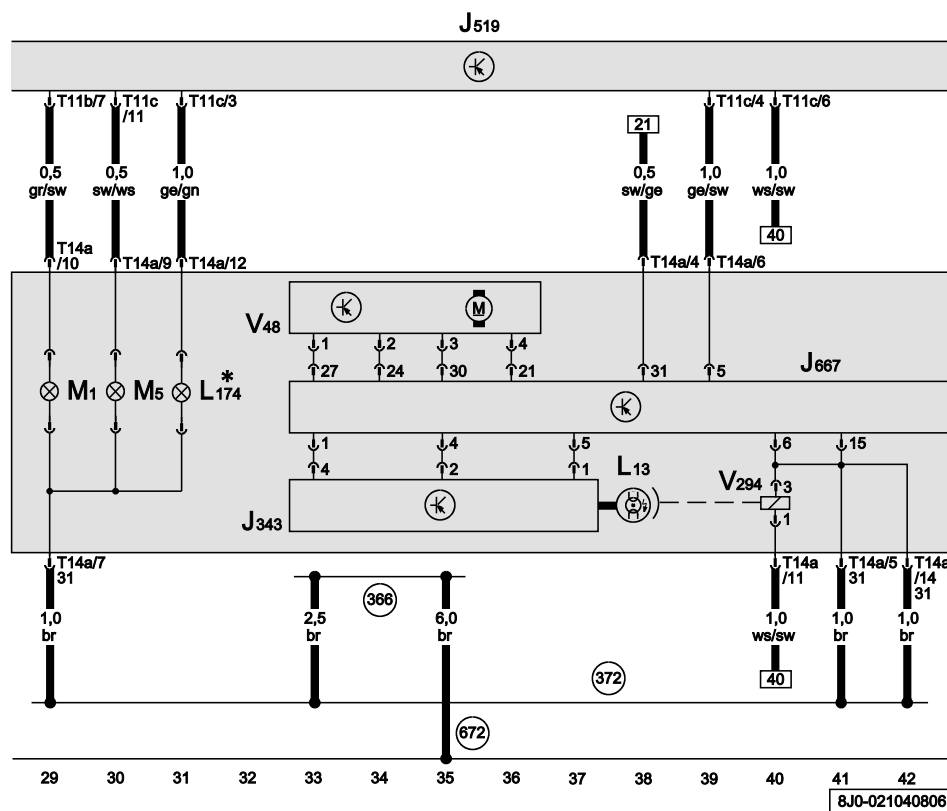 J519
T11b/7 T11c/11 T11c/3 T11c/4 T11c/6
21
0,5 0,5 1,0 0,5 1,0 1,0
gr/sw sw/ws ge/gn sw/ge ge/sw ws/sw
40
T14a/10 T14a/9 T14a/12 T14a/4 T14a/6
V48 M
1 2 3 4
27 24 30 21 31 5
J667
M1 M5 L174*
1 4 5 6 15
4 2 1
L13 V294 3
J343 1
T14a/7 T14a/11 T14a/5 T14a/14
31 31 31
366
1,0 2,5 6,0 1,0 1,0 1,0
br br br ws/sw br br
372 40
672
29 30 31 32 33 34 35 36 37 38 39 40 41 42
8J0-021040806